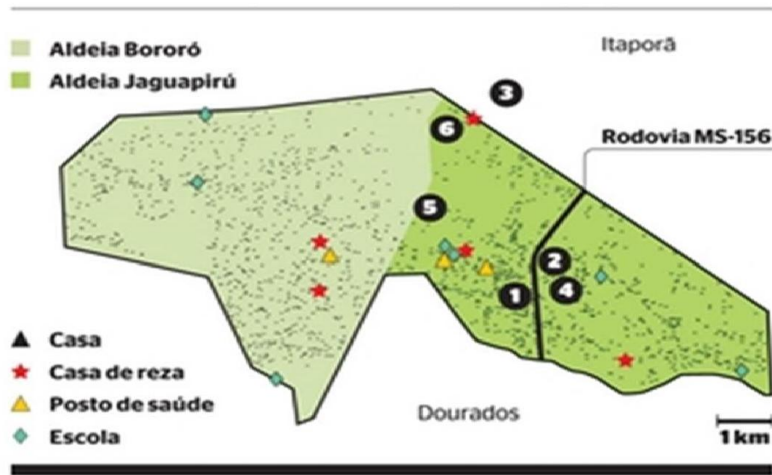 Aldeia Bororó
Aldeia Jaguapirú
Itaporã
3
6
Rodovia MS-156
5
2
1
4
Casa
Casa de reza
Posto de saúde
Escola
Dourados
1 km